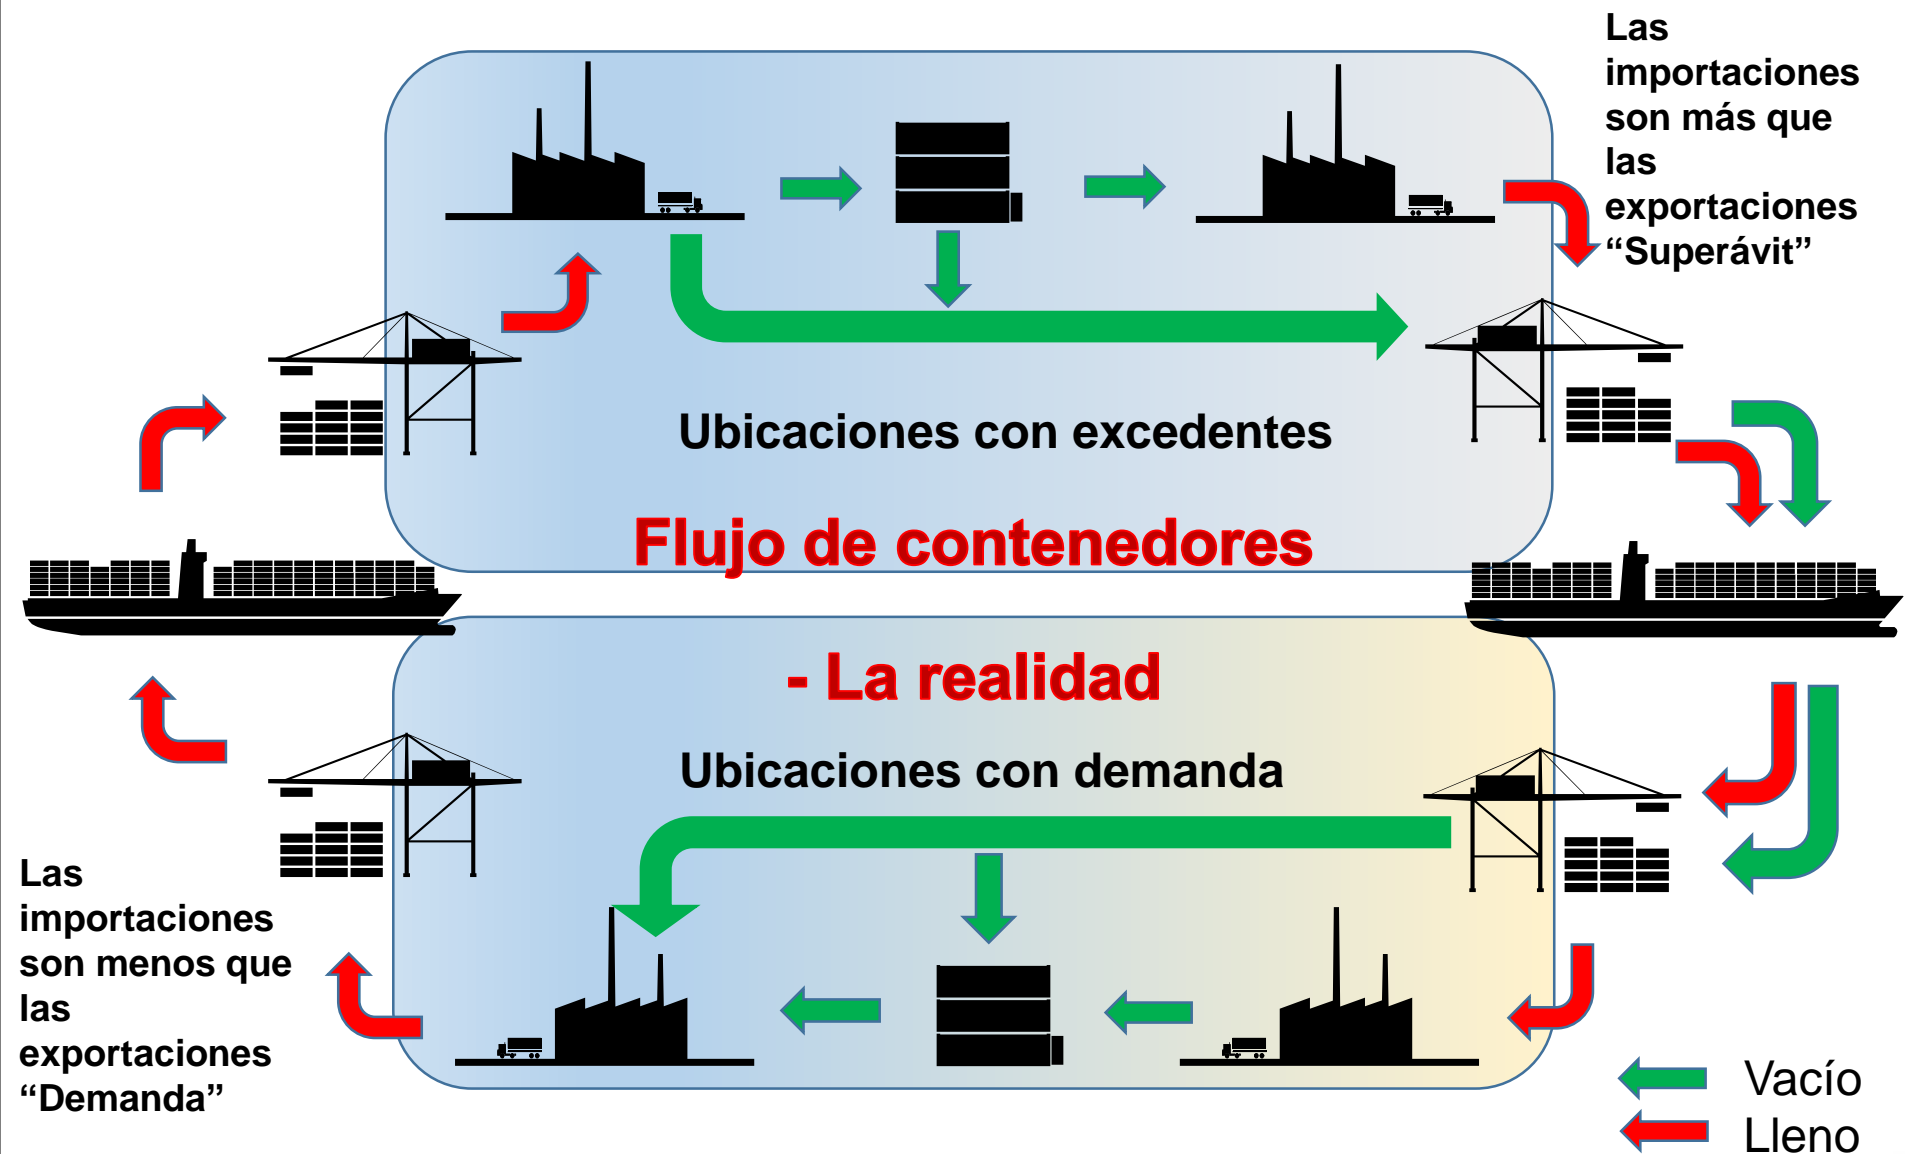 Las
importaciones
son más que
las
exportaciones
“Superávit”
Ubicaciones con excedentes
Flujo de contenedores
- La realidad
Ubicaciones con demanda
Las
importaciones
son menos que
las
exportaciones
“Demanda”
Vacío
Lleno